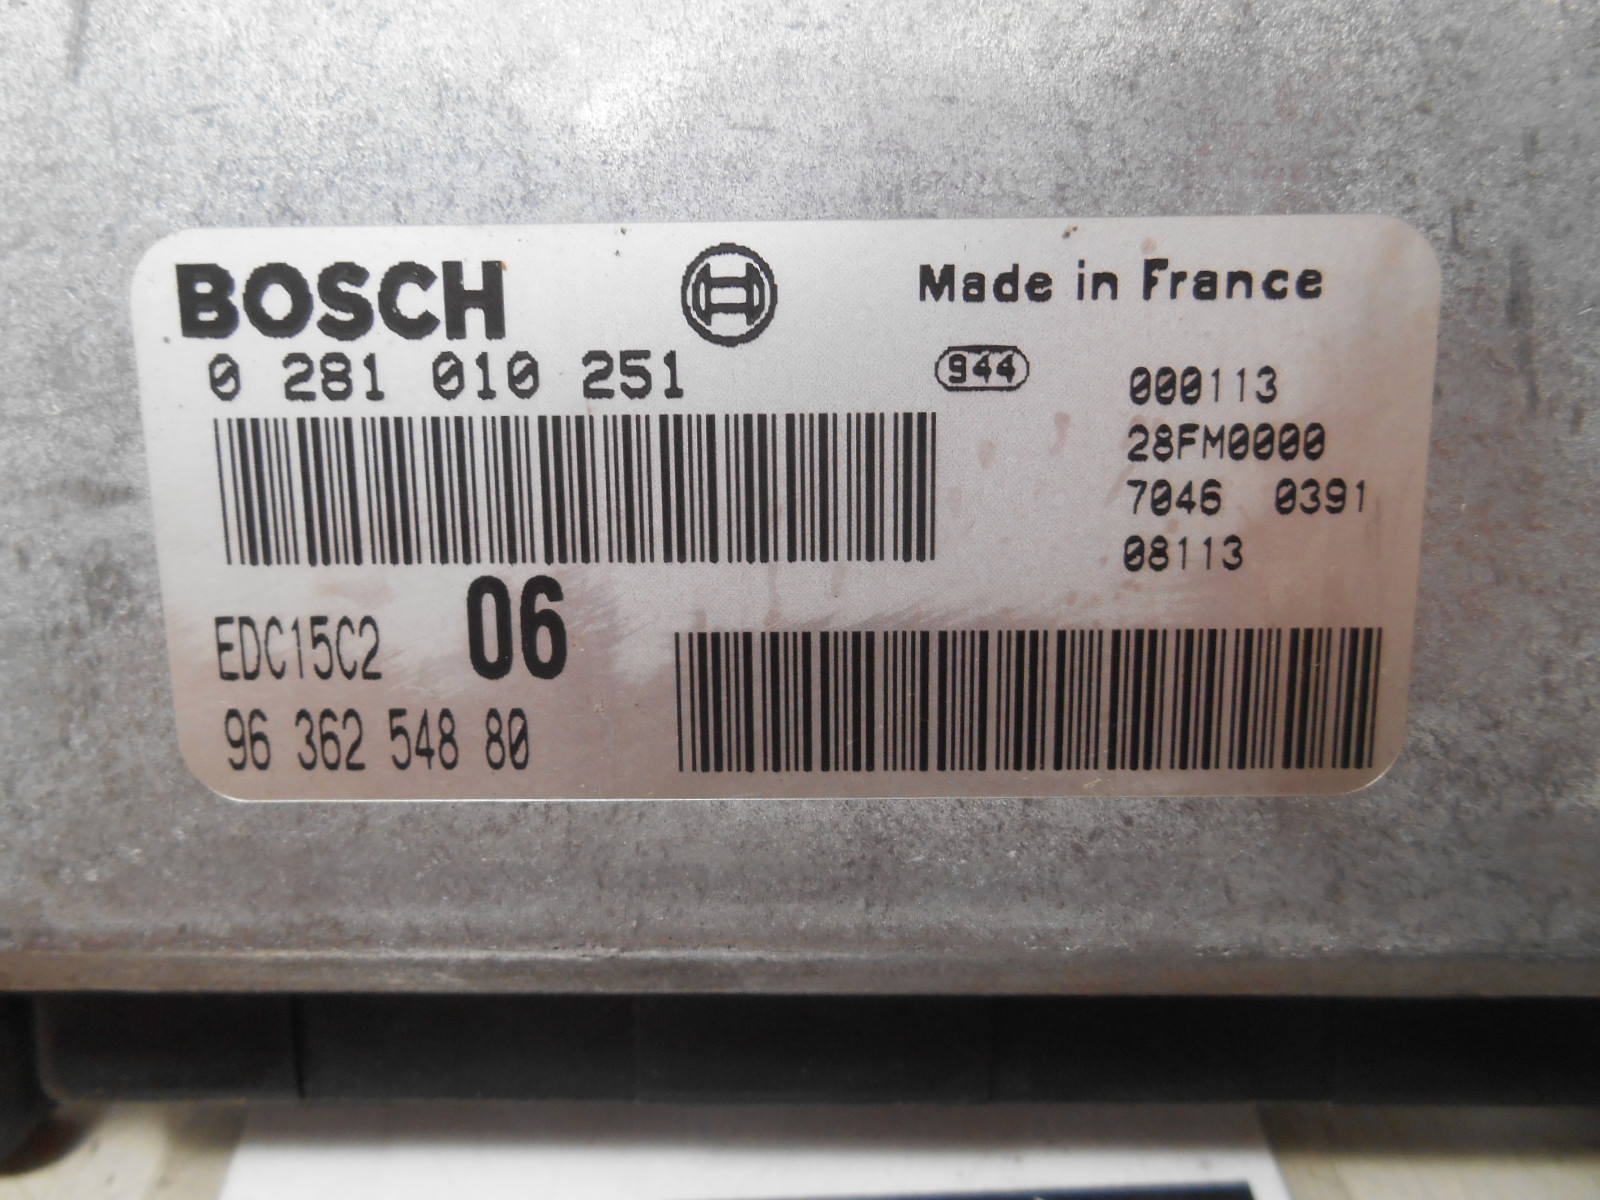 BOSCH
Made in France
0 281 010 251
944
000113
28FM0000
7046 0391
08113
EDC15C2 06
96 362 548 80